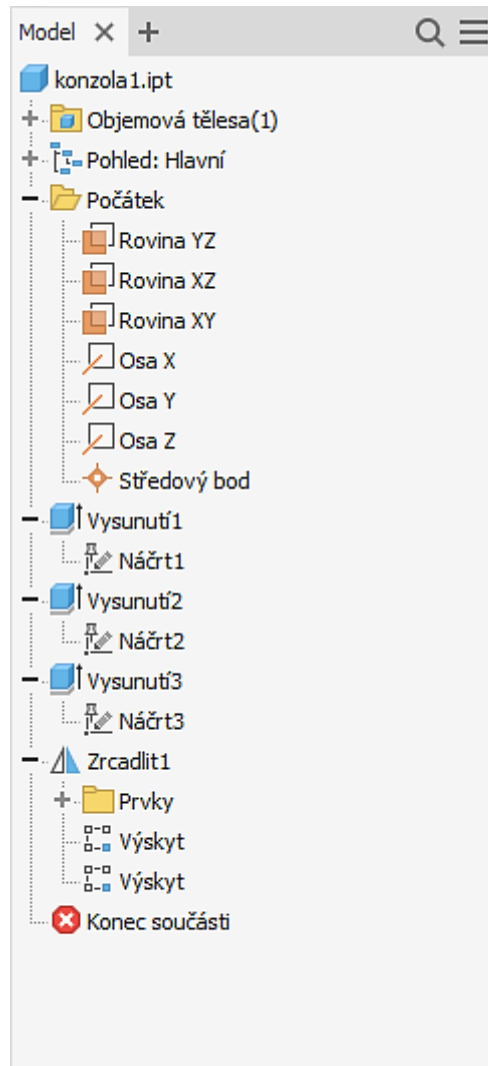 Model
konzola1.ipt
Objemová tělesa(1)
Pohled: Hlavní
Počátek
Rovina YZ
Rovina XZ
Rovina XY
Osa X
Osa Y
Osa Z
Středový bod
Vysunutí1
Náčrt1
Vysunutí2
Náčrt2
Vysunutí3
Náčrt3
Zrcadlit1
Prvky
Výskyt
Výskyt
Konec součásti